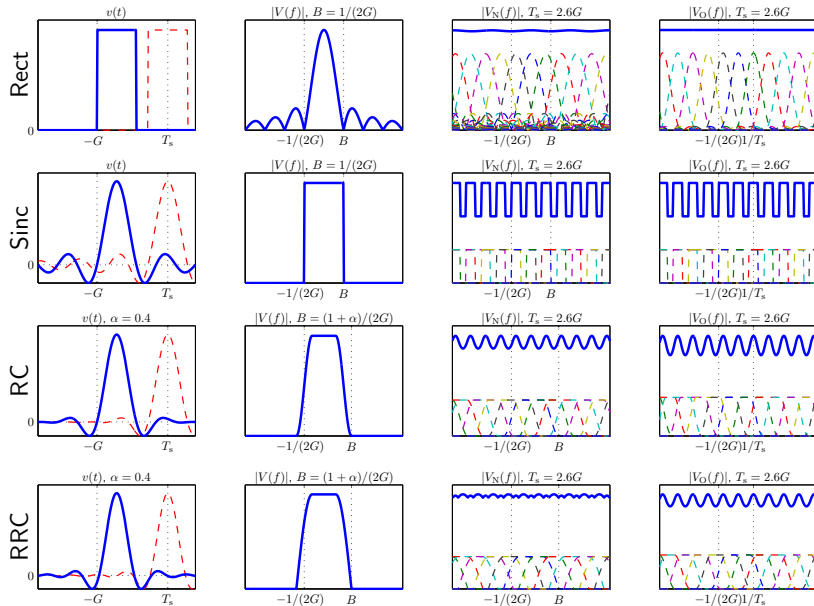 v(t)
|V(f)|, B = 1/(2G)
|V_N(f)|, T_s = 2.6G
|V_O(f)|, T_s = 2.6G
Rect
0
−G
T_s
−1/(2G)
B
−1/(2G)
B
−1/(2G)1/T_s
v(t)
|V(f)|, B = 1/(2G)
|V_N(f)|, T_s = 2.6G
|V_O(f)|, T_s = 2.6G
Sinc
0
−G
T_s
−1/(2G)
B
−1/(2G)
B
−1/(2G)1/T_s
v(t), α = 0.4
|V(f)|, B = (1 + α)/(2G)
|V_N(f)|, T_s = 2.6G
|V_O(f)|, T_s = 2.6G
RC
0
−G
T_s
−1/(2G)
B
−1/(2G)
B
−1/(2G)1/T_s
v(t), α = 0.4
|V(f)|, B = (1 + α)/(2G)
|V_N(f)|, T_s = 2.6G
|V_O(f)|, T_s = 2.6G
RRC
0
−G
T_s
−1/(2G)
B
−1/(2G)
B
−1/(2G)1/T_s